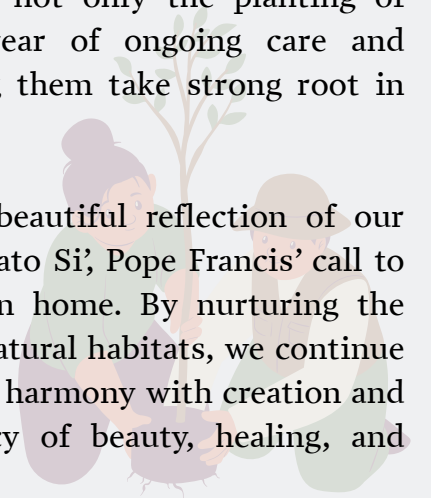 not only the planting of
ear of ongoing care and
them take strong root in
beautiful reflection of our
ato Si’, Pope Francis’ call to
n home. By nurturing the
atural habitats, we continue
harmony with creation and
cy of beauty, healing, and